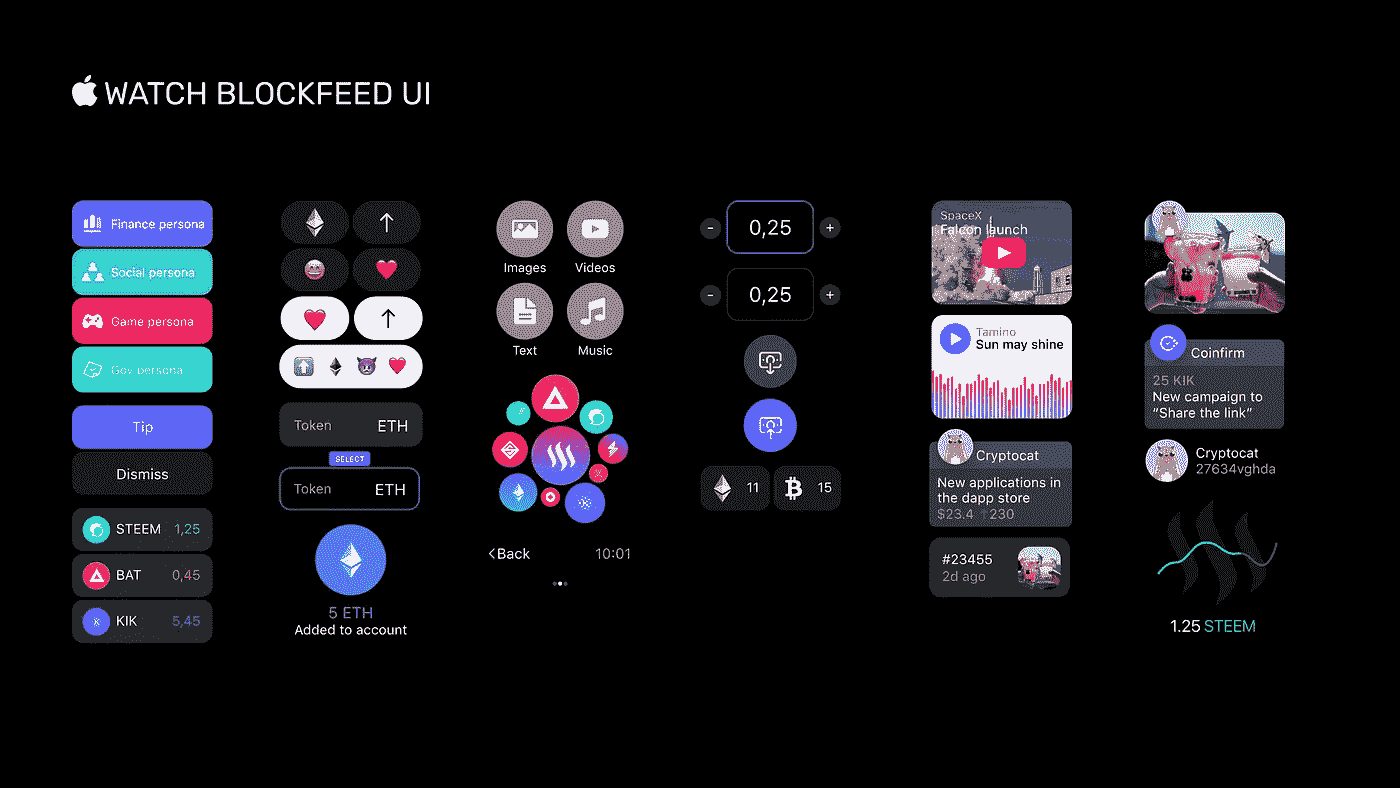 WATCH BLOCKFEED UI
Finance persona
Social persona
Game persona
Gov persona
Tip
Dismiss
STEEM 1,25
BAT 0,45
KIK 5,45
Token ETH
SELECT
Token ETH
5 ETH
Added to account
Images Videos
Text Music
<Back 10:01
- 0,25 +
- 0,25 +
11 15
SpaceX
Falcon launch
Tamino
Sun may shine
Cryptocat
New applications in
the dapp store
$23.4 ↑230
#23455
2d ago
Coinfirm
25 KIK
New campaign to
“Share the link”
Cryptocat
27634vghda
1.25 STEEM